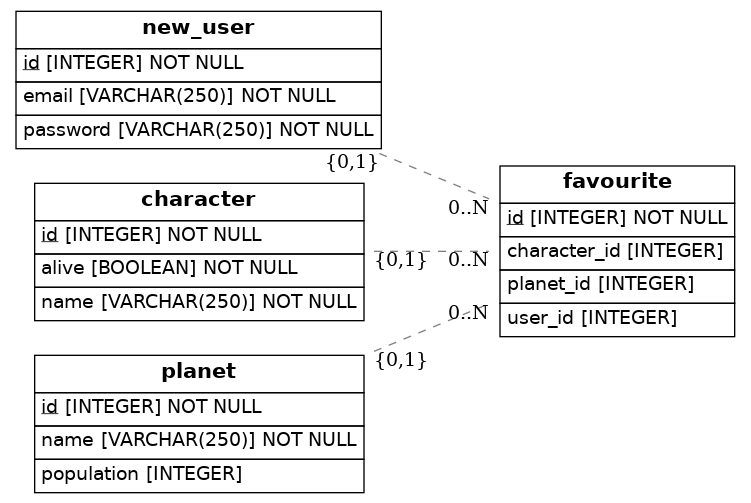 new_user
id [INTEGER] NOT NULL
email [VARCHAR(250)] NOT NULL
password [VARCHAR(250)] NOT NULL
{0,1}
0..N
character
id [INTEGER] NOT NULL
alive [BOOLEAN] NOT NULL
name [VARCHAR(250)] NOT NULL
{0,1}
0..N
planet
id [INTEGER] NOT NULL
name [VARCHAR(250)] NOT NULL
population [INTEGER]
{0,1}
0..N
favourite
id [INTEGER] NOT NULL
character_id [INTEGER]
planet_id [INTEGER]
user_id [INTEGER]